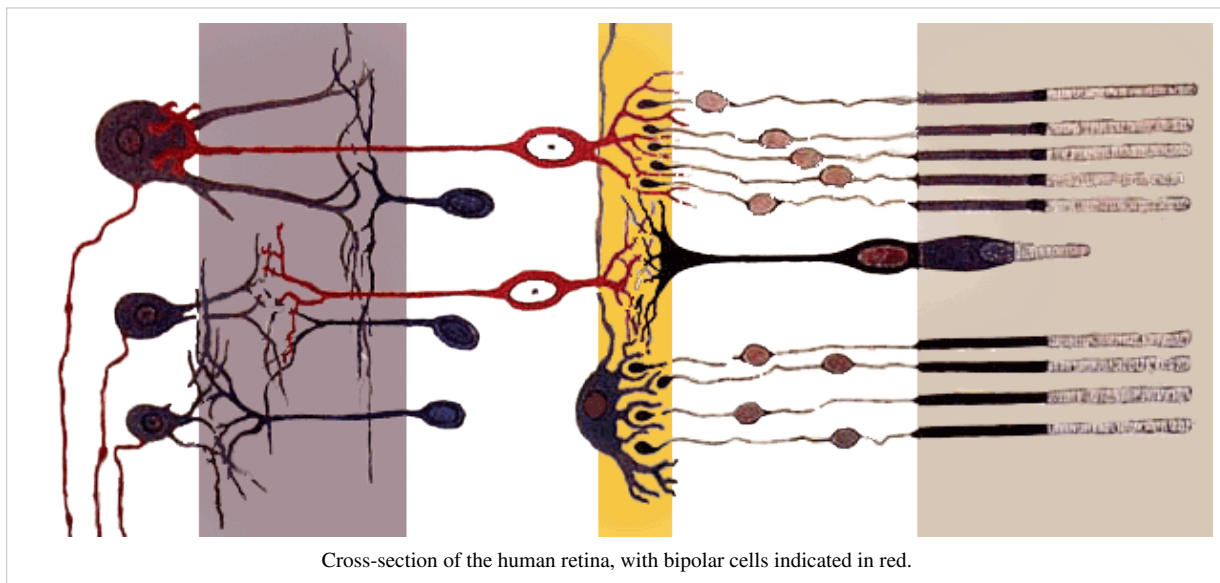 Cross-section of the human retina, with bipolar cells indicated in red.